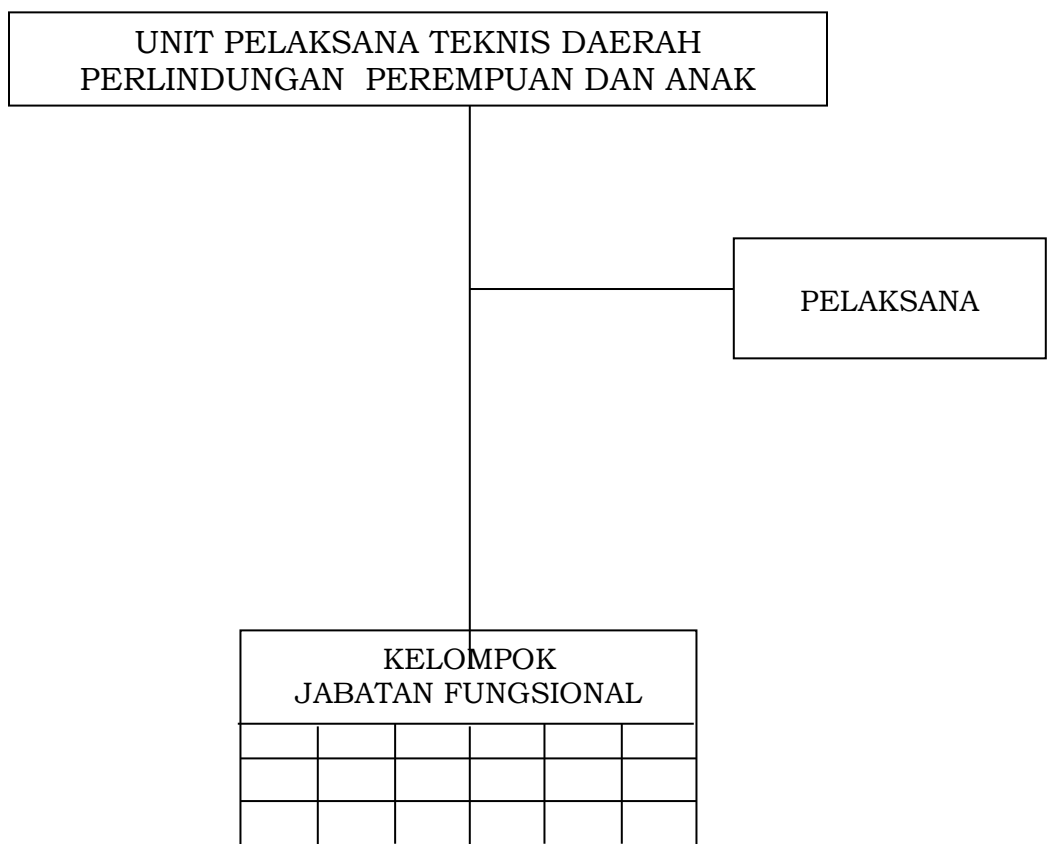 UNIT PELAKSANA TEKNIS DAERAH
PERLINDUNGAN PEREMPUAN DAN ANAK
PELAKSANA
KELOMPOK
JABATAN FUNGSIONAL